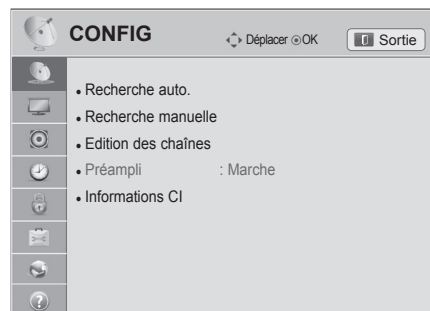 CONFIG
Déplacer OK
Sortie
• Recherche auto.
• Recherche manuelle
• Edition des chaînes
• Préampli : Marche
• Informations CI
?